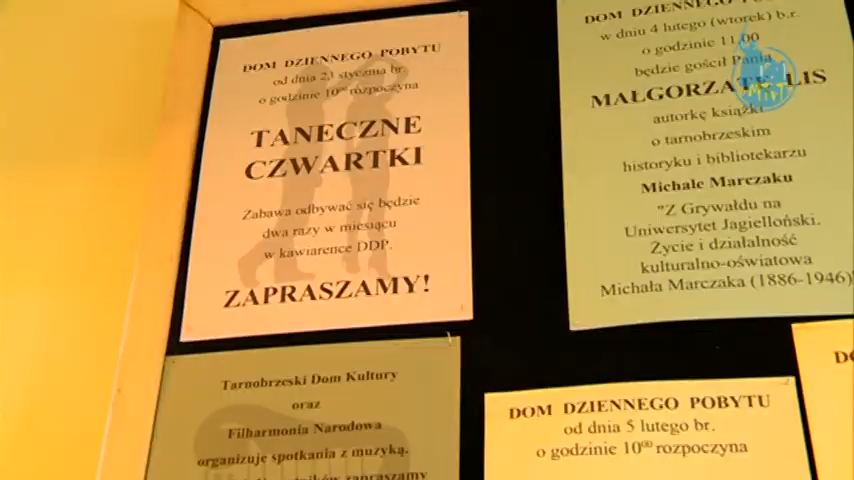 DOM DZIENNEGO POBYTU
od dnia 23 stycznia br.
o godzinie 10⁰⁰ rozpoczyna
TANECZNE
CZWARTKI
Zabawa odbywać się będzie
dwa razy w miesiącu
w kawiarence DDP.
ZAPRASZAMY!
DOM DZIENNEGO POBYTU
w dniu 4 lutego (wtorek) b.r.
o godzinie 11.00
będzie gościł Panią
MAŁGORZATĘ LIS
autorkę książki
o tarnobrzeskim
historyku i bibliotekarzu
Michale Marczaku
"Z Grywałdu na
Uniwersytet Jagielloński.
Życie i działalność
kulturalno-oświatowa
Michała Marczaka (1886-1946)
Tarnobrzeski Dom Kultury
oraz
Filharmonia Narodowa
organizuje spotkania z muzyką.
zapraszamy
DOM DZIENNEGO POBYTU
od dnia 5 lutego br.
o godzinie 10⁰⁰ rozpoczyna